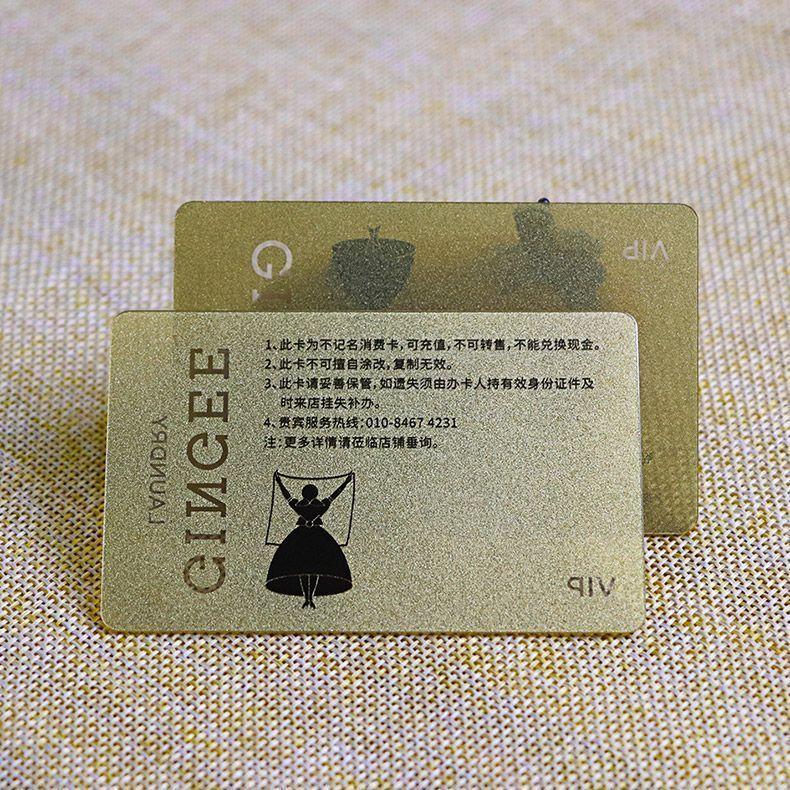 GI
VIP
1、此卡为不记名消费卡，可充值，不可转售，不能兑换现金。
2、此卡不可擅自涂改，复制无效。
3、此卡请妥善保管，如遗失须由办卡人持有效身份证件及
时来店挂失补办。
4、贵宾服务热线：010-8467 4231
注：更多详情请莅临店铺垂询。
GINGEE
LAUNDRY
VIP